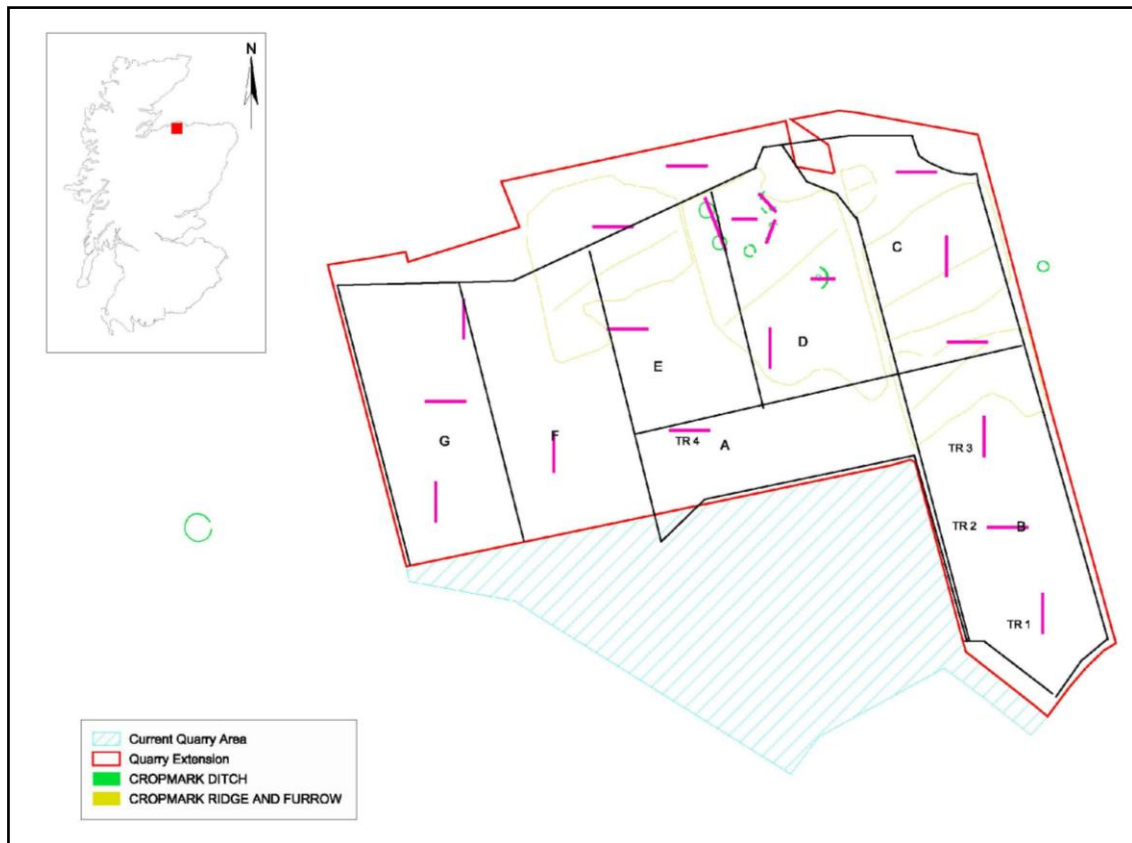 N
C
D
E
TR 4
A
G
F
TR 3
TR 2
B
TR 1
Current Quarry Area
Quarry Extension
CROPMARK DITCH
CROPMARK RIDGE AND FURROW